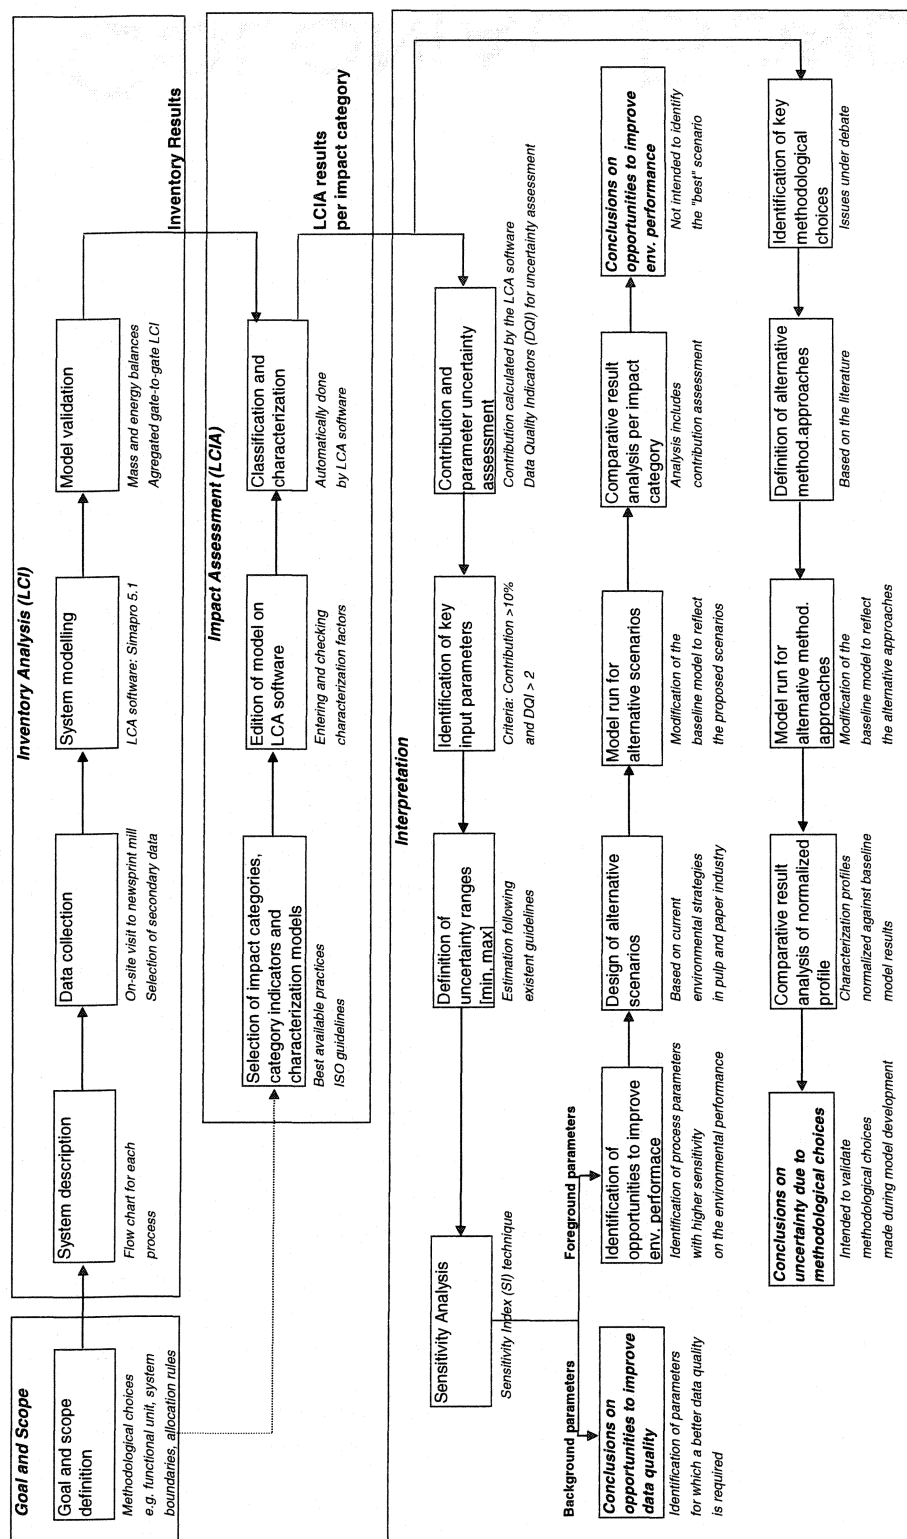 Goal and Scope
Goal and scope
definition
Methodological choices
e.g. functional unit, system
boundaries, allocation rules
Inventory Analysis (LCI)
System description
Flow chart for each
process
Data collection
On-site visit to newsprint mill
Selection of secondary data
System modelling
LCA software: Simapro 5.1
Model validation
Mass and energy balances
Agregated gate-to-gate LCI
Inventory Results
Impact Assessment (LCIA)
Selection of impact categories,
category indicators and
characterization models
Best available practices
ISO guidelines
Edition of model on
LCA software
Entering and checking
characterization factors
Classification and
characterization
Automatically done
by LCA software
LCIA results
per impact category
Interpretation
Contribution and
parameter uncertainty
assessment
Contribution calculated by the LCA software
Data Quality Indicators (DQI) for uncertainty assessment
Identification of key
input parameters
Criteria: Contribution >10%
and DQI > 2
Definition of
uncertainty ranges
[min, max]
Estimation following
existent guidelines
Sensitivity Analysis
Sensitivity Index (SI) technique
Background parameters
Foreground parameters
Conclusions on
opportunities to improve
data quality
Identification of parameters
for which a better data quality
is required
Identification of
opportunities to improve
env. performace
Identification of process parameters
with higher sensitivity
on the environmental performance
Design of alternative
scenarios
Based on current
environmental strategies
in pulp and paper industry
Model run for
alternative scenarios
Modification of the
baseline model to reflect
the proposed scenarios
Comparative result
analysis per impact
category
Analysis includes
contribution assessment
Conclusions on
opportunities to improve
env. performance
Not intended to identify
the "best" scenario
Identification of key
methodological
choices
Issues under debate
Definition of alternative
method.approaches
Based on the literature
Model run for
alternative method.
approaches
Modification of the
baseline model to reflect
the alternative approaches
Comparative result
analysis of normalized
profile
Characterization profiles
normalized against baseline
model results
Conclusions on
uncertainty due to
methodological choices
Intended to validate
methodological choices
made during model development